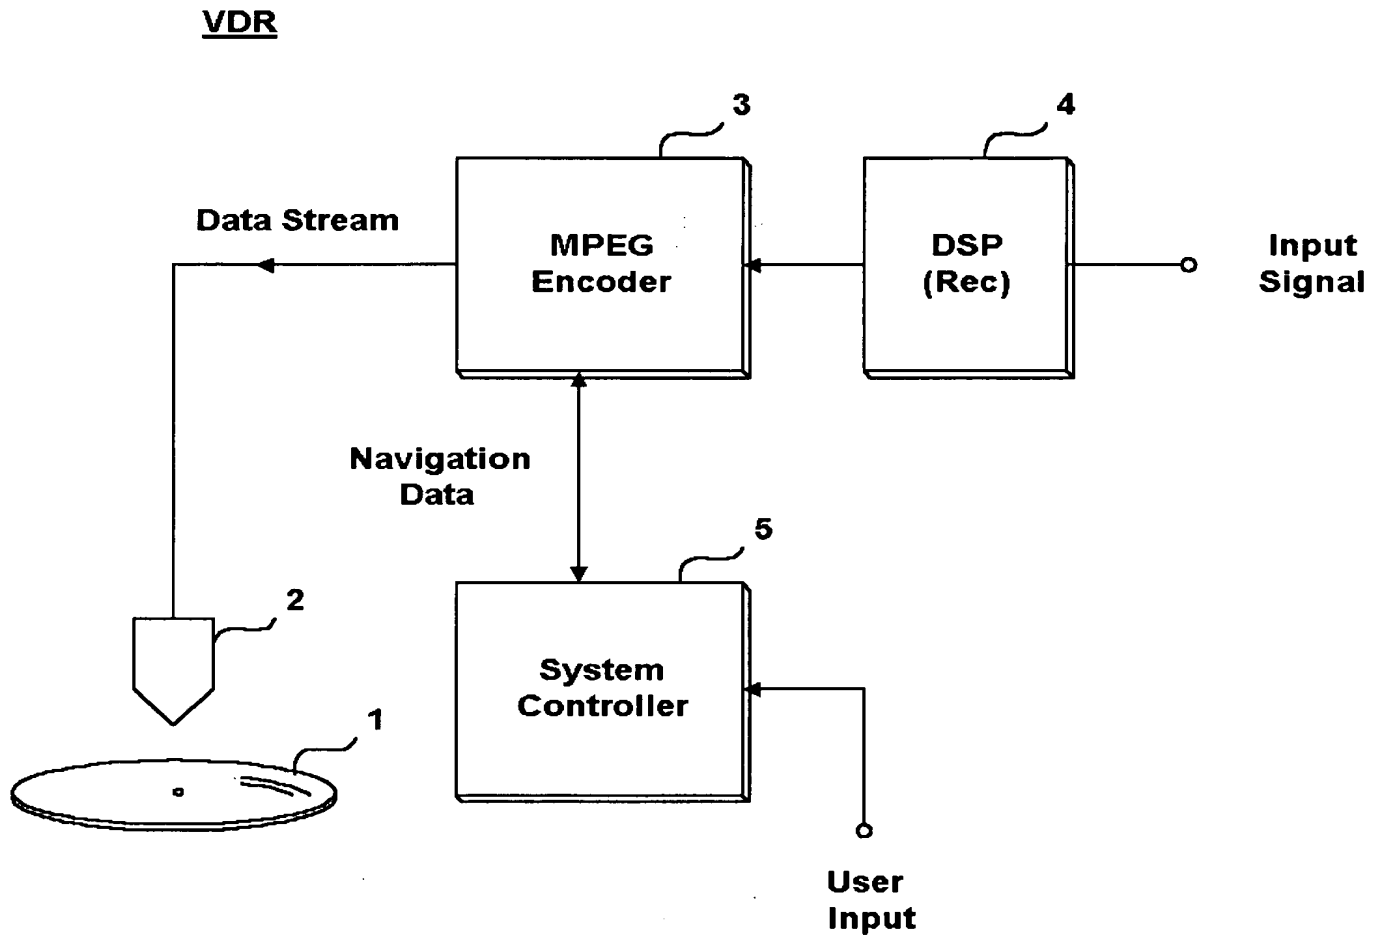 VDR
3
4
Data Stream
MPEG
Encoder
DSP
(Rec)
Input
Signal
Navigation
Data
5
2
System
Controller
1
User
Input